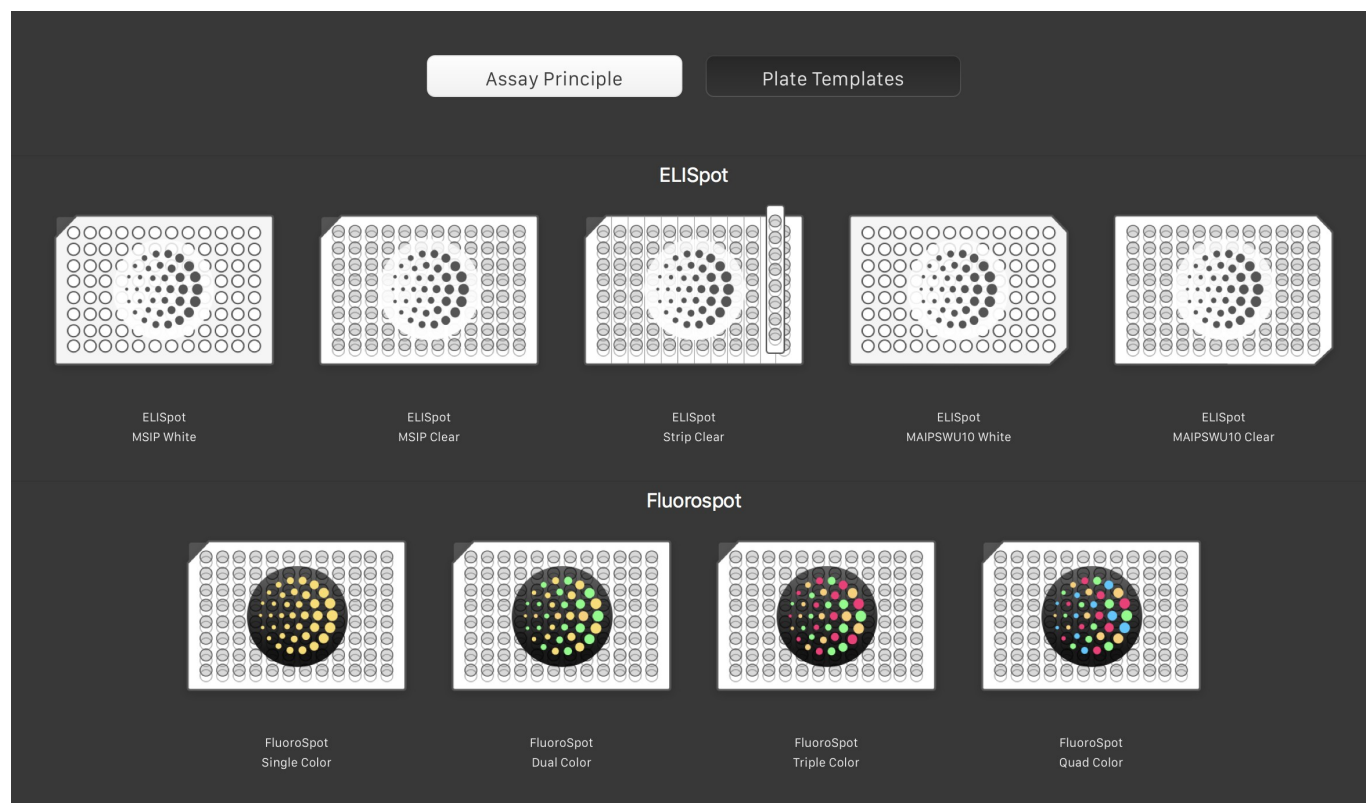 Assay Principle
Plate Templates
ELISpot
ELISpot
MSIP White
ELISpot
MSIP Clear
ELISpot
Strip Clear
ELISpot
MAIPSWU10 White
ELISpot
MAIPSWU10 Clear
Fluorospot
FluoroSpot
Single Color
FluoroSpot
Dual Color
FluoroSpot
Triple Color
FluoroSpot
Quad Color